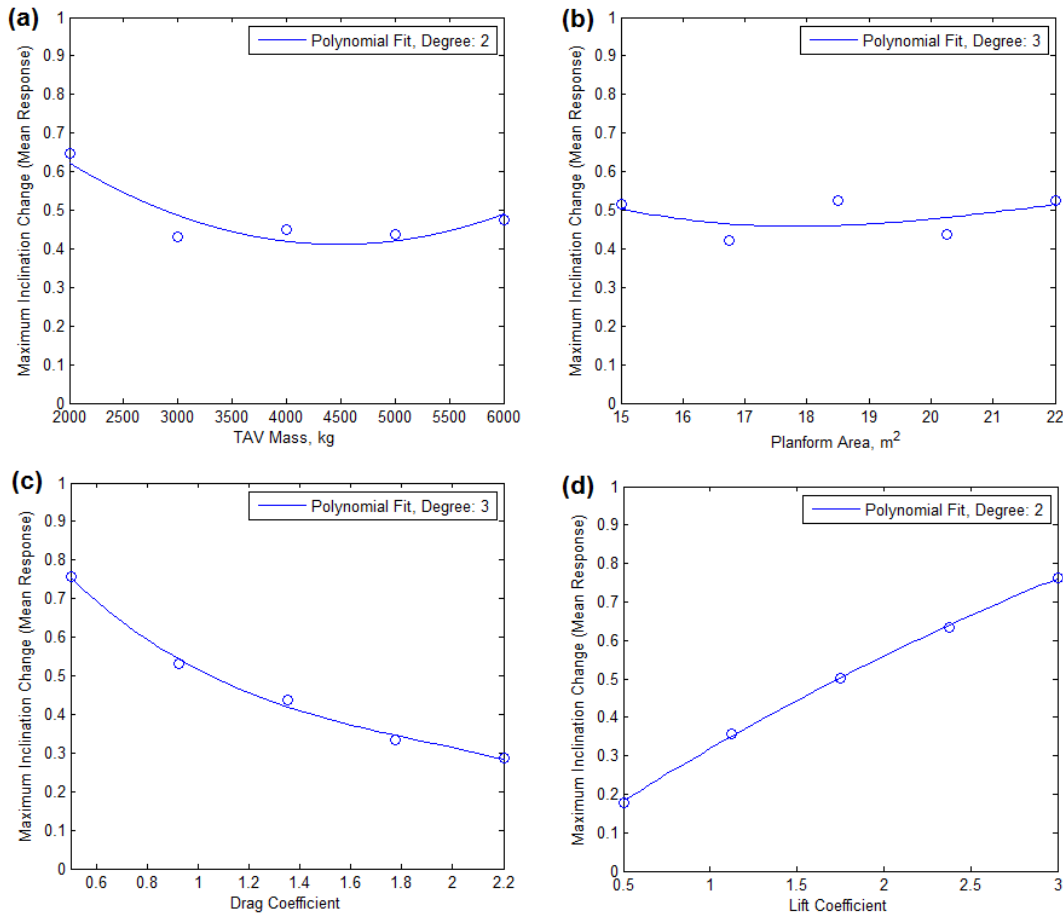 (a)
Maximum Inclination Change (Mean Response)
1
0.9
0.8
0.7
0.6
0.5
0.4
0.3
0.2
0.1
0
Polynomial Fit, Degree: 2
2000 2500 3000 3500 4000 4500 5000 5500 6000
TAV Mass, kg
(b)
Maximum Inclination Change (Mean Response)
1
0.9
0.8
0.7
0.6
0.5
0.4
0.3
0.2
0.1
0
Polynomial Fit, Degree: 3
15 16 17 18 19 20 21 22
Planform Area, m²
(c)
Maximum Inclination Change (Mean Response)
1
0.9
0.8
0.7
0.6
0.5
0.4
0.3
0.2
0.1
0
Polynomial Fit, Degree: 3
0.6 0.8 1 1.2 1.4 1.6 1.8 2 2.2
Drag Coefficient
(d)
Maximum Inclination Change (Mean Response)
1
0.9
0.8
0.7
0.6
0.5
0.4
0.3
0.2
0.1
0
Polynomial Fit, Degree: 2
0.5 1 1.5 2 2.5 3
Lift Coefficient